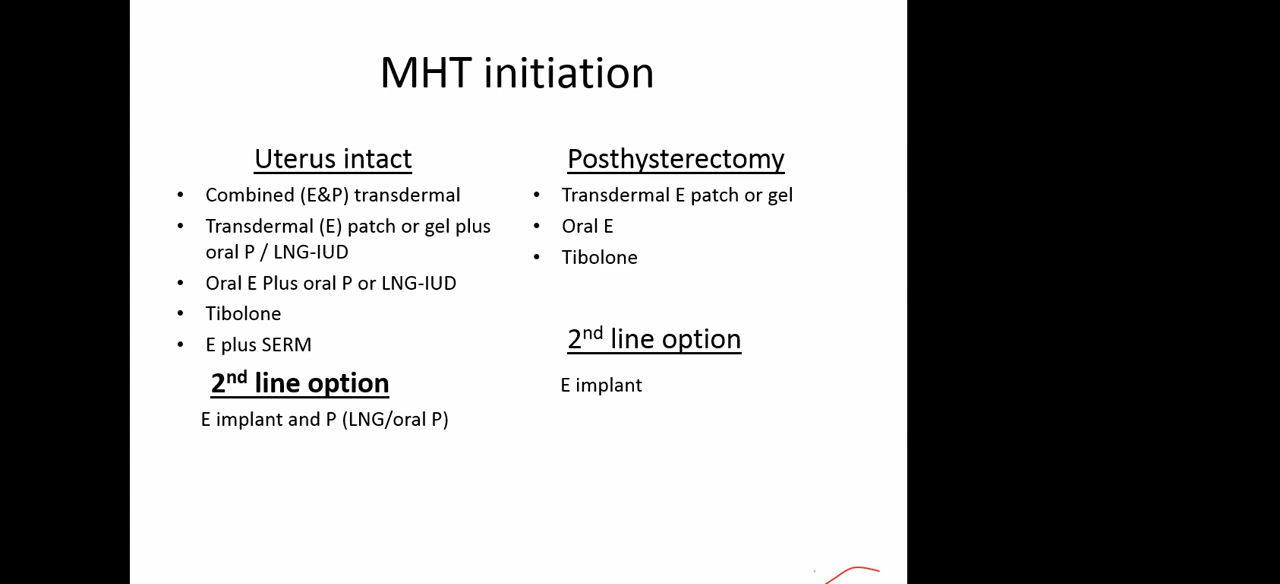 MHT initiation
Uterus intact
• Combined (E&P) transdermal
• Transdermal (E) patch or gel plus
oral P / LNG-IUD
• Oral E Plus oral P or LNG-IUD
• Tibolone
• E plus SERM
2nd line option
E implant and P (LNG/oral P)
Posthysterectomy
• Transdermal E patch or gel
• Oral E
• Tibolone
2nd line option
E implant